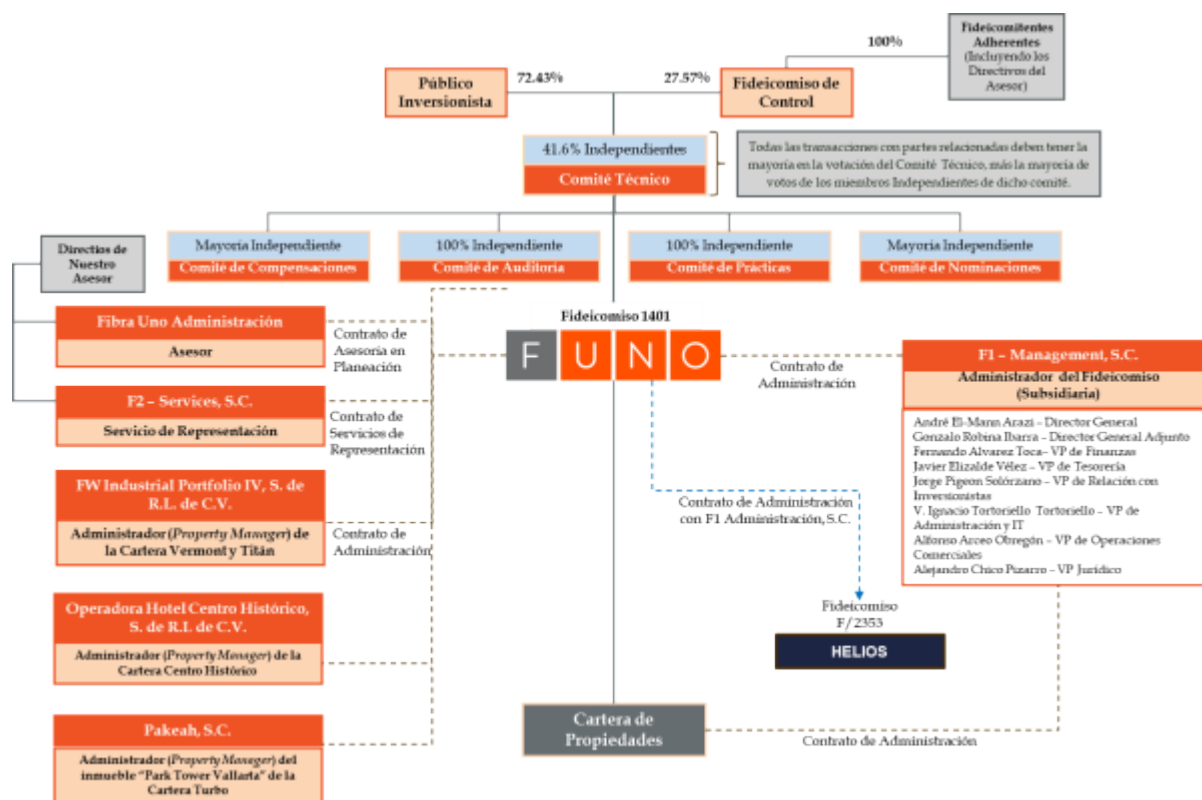 100%
Fideicomitentes
Adherentes
(Incluyendo los
Directivos del
Asesor)
Público
Inversionista
72.43%
27.57%
Fideicomiso
de Control
41.6% Independientes
Comité Técnico
Todas las transacciones con partes relacionadas deben tener la
mayoría en la votación del Comité Técnico, más la mayoría de
votos de los miembros Independientes de dicho comité.
Directios de
Nuestro
Asesor
Mayoría Independiente
Comité de Compensaciones
100% Independiente
Comité de Auditoría
100% Independiente
Comité de Prácticas
Mayoría Independiente
Comité de Nominaciones
Fideicomiso 1401
FUNO
Fibra Uno Administración
Asesor
Contrato de
Asesoría en
Planeación
F2 – Services, S.C.
Servicio de Representación
Contrato de
Servicios de
Representación
FW Industrial Portfolio IV, S. de
R.L. de C.V.
Administrador (Property Manager) de
la Cartera Vermont y Titán
Contrato de
Administración
Operadora Hotel Centro Histórico,
S. de R.L de C.V.
Administrador (Property Manager) de la
Cartera Centro Histórico
Pakeah, S.C.
Administrador (Property Manager) del
inmueble "Park Tower Vallarta" de la
Cartera Turbo
Contrato de
Administración
F1 – Management, S.C.
Administrador del Fideicomiso
(Subsidiaria)
André El-Mann Arazi – Director General
Gonzalo Robina Ibarra – Director General Adjunto
Fernando Alvarez Toca– VP de Finanzas
Javier Elizalde Vélez – VP de Tesorería
Jorge Pigeon Solórzano – VP de Relación con
Inversionistas
V. Ignacio Tortoriello Tortoriello – VP de
Administración y IT
Alfonso Arceo Obregón – VP de Operaciones
Comerciales
Alejandro Chico Pizarro – VP Jurídico
Contrato de Administración
con F1 Administración, S.C.
Fideicomiso
F/2353
HELIOS
Cartera de
Propiedades
Contrato de Administración